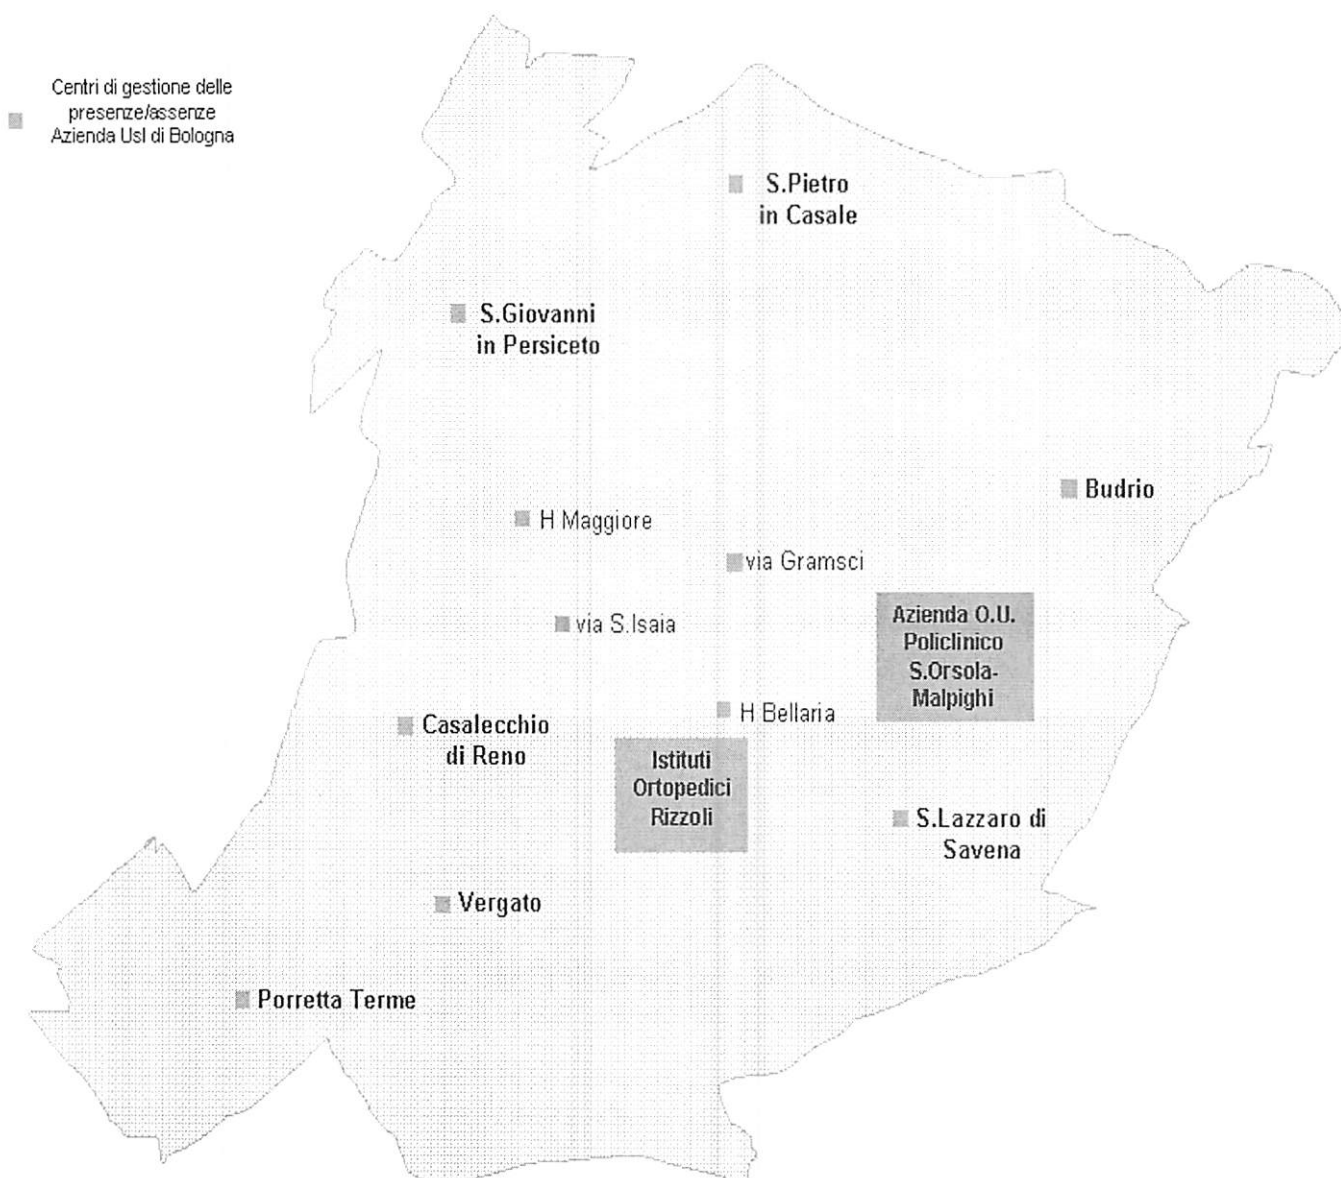 Centri di gestione delle
presenze/assenze
Azienda Usl di Bologna
S.Pietro
in Casale
S.Giovanni
in Persiceto
Budrio
H Maggiore
via Gramsci
Azienda O.U.
Policlinico
S.Orsola-
Malpighi
via S.Isaia
H Bellaria
Casalecchio
di Reno
Istituti
Ortopedici
Rizzoli
S.Lazzaro di
Savena
Vergato
Porretta Terme